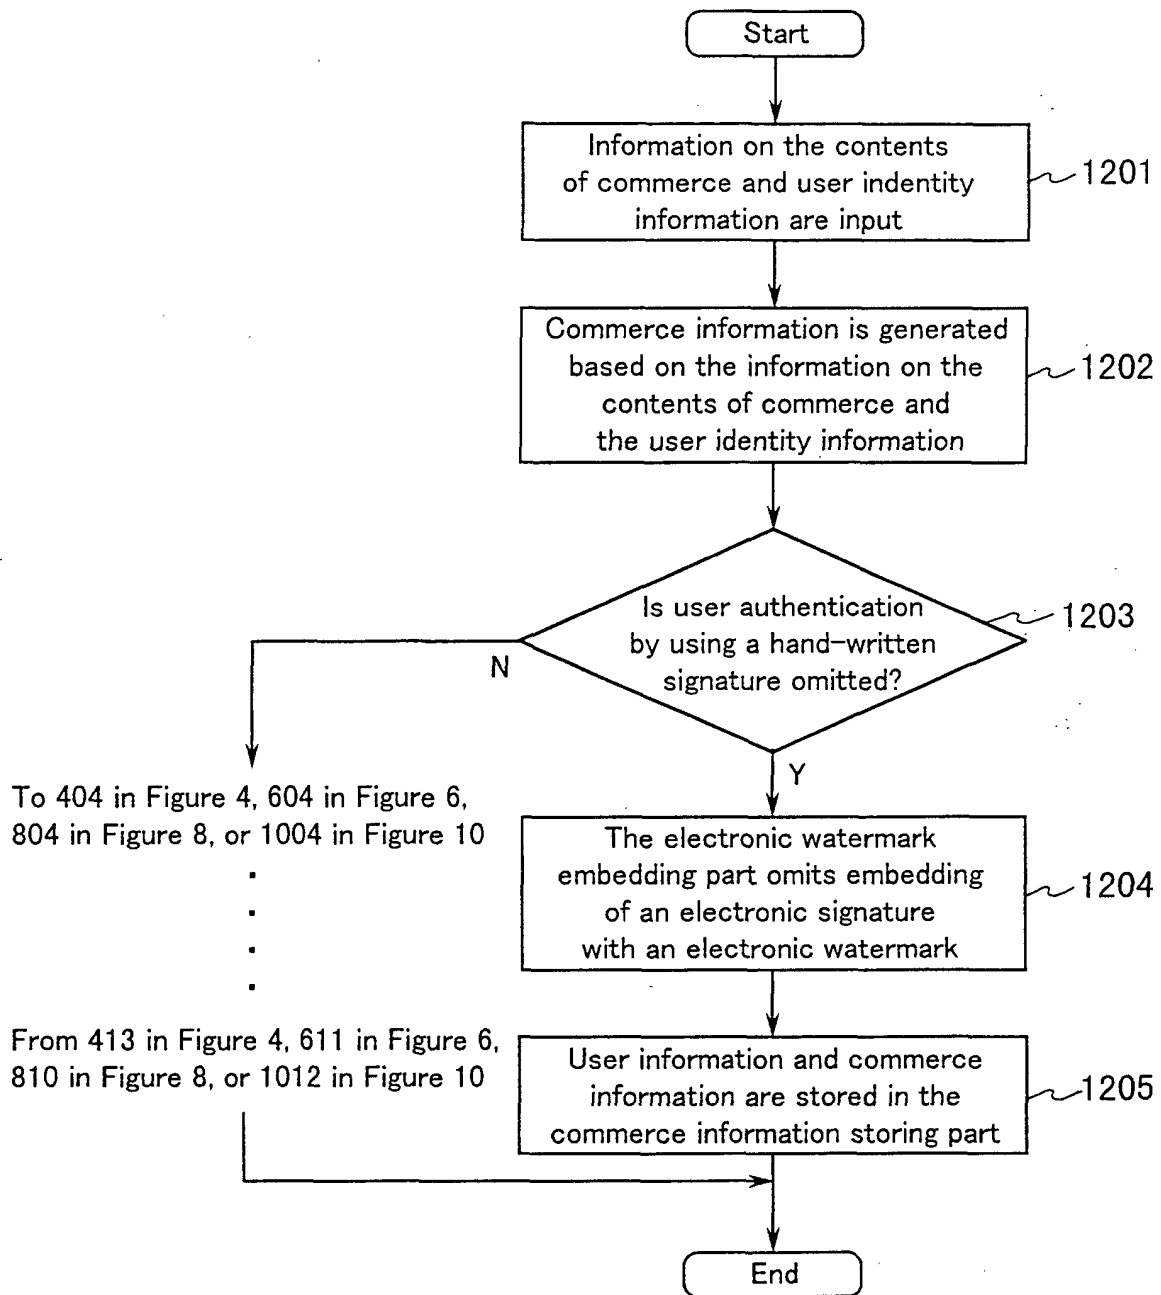 Start
Information on the contents
of commerce and user indentity
information are input
1201
Commerce information is generated
based on the information on the
contents of commerce and
the user identity information
1202
Is user authentication
by using a hand-written
signature omitted?
1203
N
Y
To 404 in Figure 4, 604 in Figure 6,
804 in Figure 8, or 1004 in Figure 10
The electronic watermark
embedding part omits embedding
of an electronic signature
with an electronic watermark
1204
From 413 in Figure 4, 611 in Figure 6,
810 in Figure 8, or 1012 in Figure 10
User information and commerce
information are stored in the
commerce information storing part
1205
End